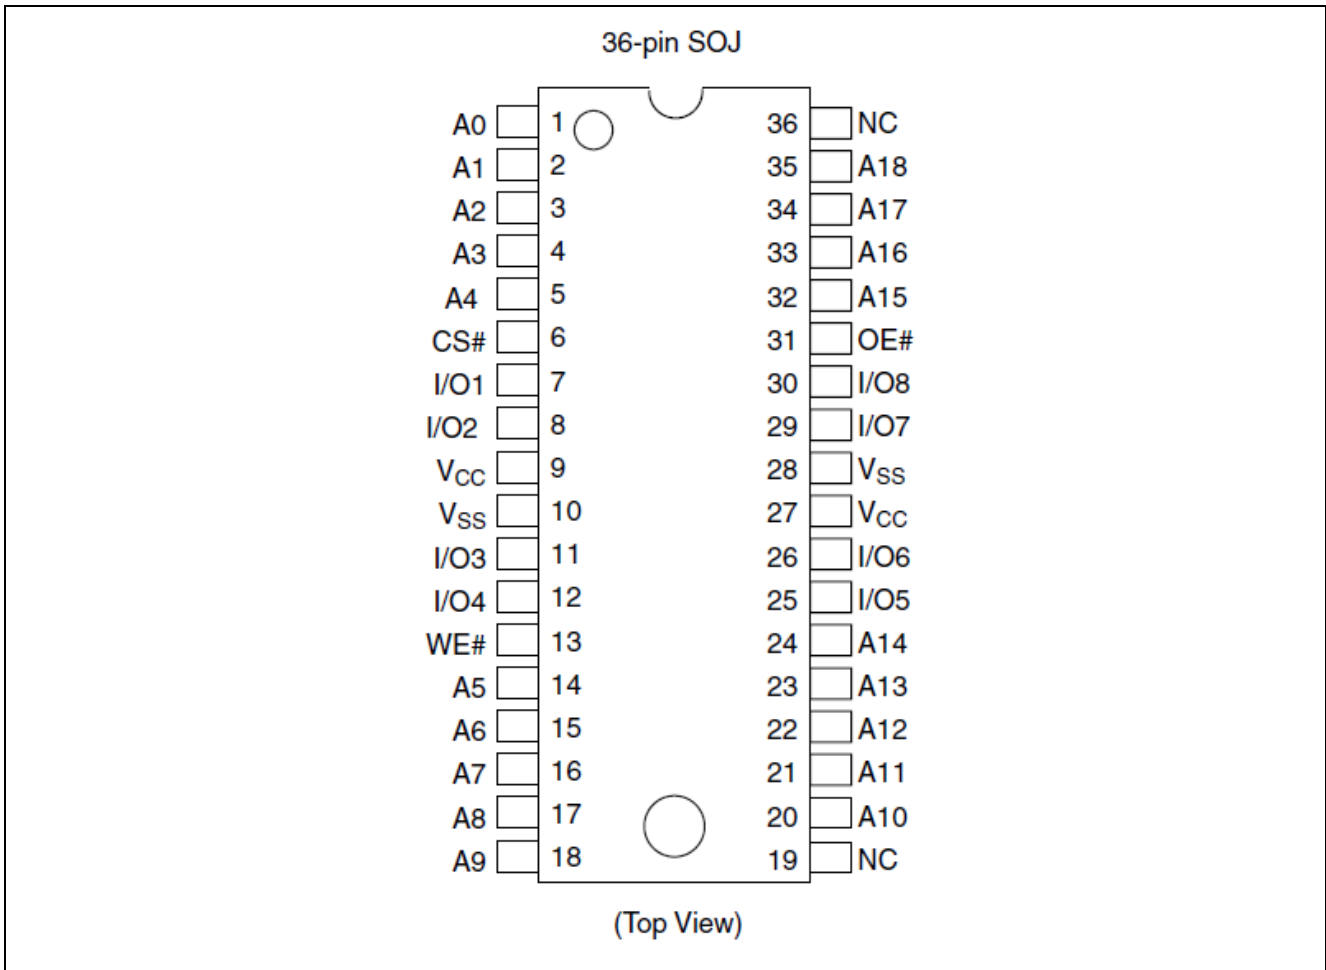 36-pin SOJ
A0 1 36 NC
A1 2 35 A18
A2 3 34 A17
A3 4 33 A16
A4 5 32 A15
CS# 6 31 OE#
I/O1 7 30 I/O8
I/O2 8 29 I/O7
VCC 9 28 VSS
VSS 10 27 VCC
I/O3 11 26 I/O6
I/O4 12 25 I/O5
WE# 13 24 A14
A5 14 23 A13
A6 15 22 A12
A7 16 21 A11
A8 17 20 A10
A9 18 19 NC
(Top View)